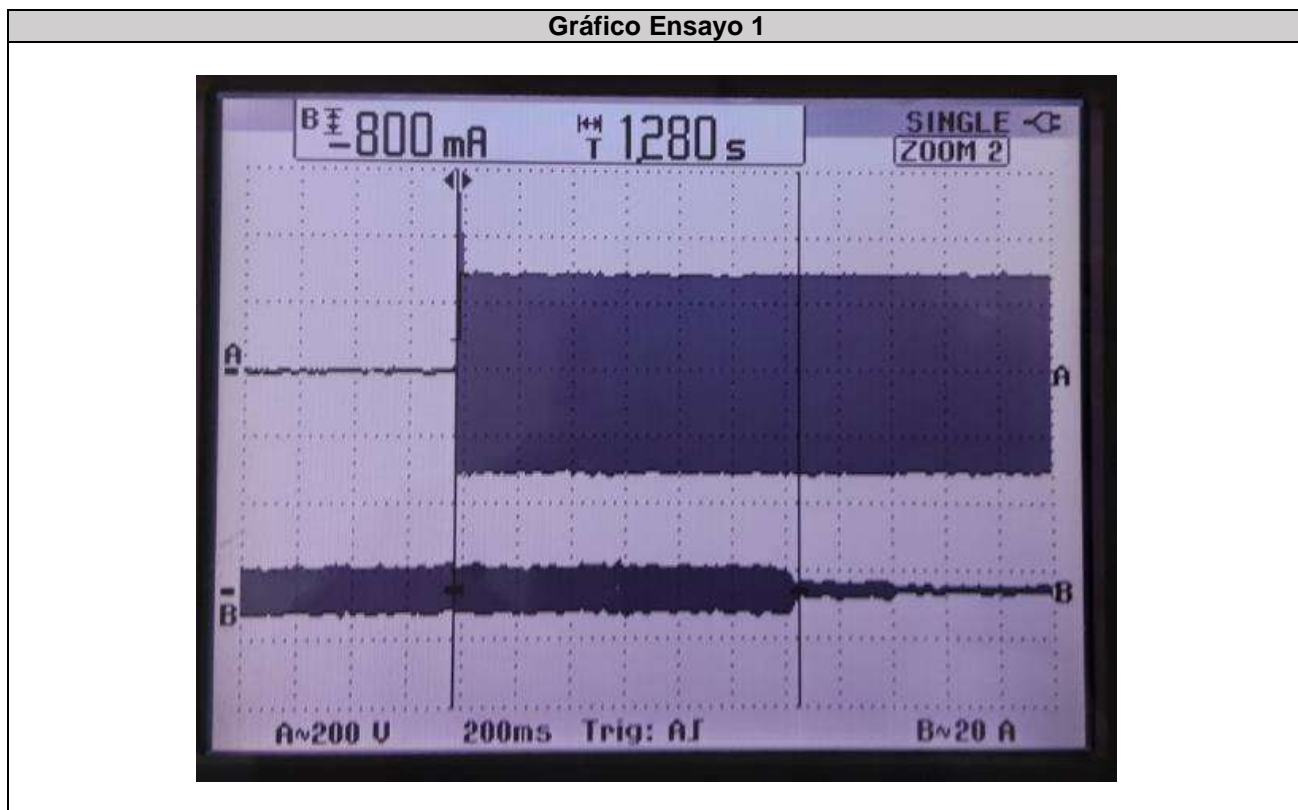 Gráfico Ensayo 1
B -800 mA T 1,280 s SINGLE
ZOOM 2
A
A
B
B
A~200 V 200ms Trig: A∫ B~20 A